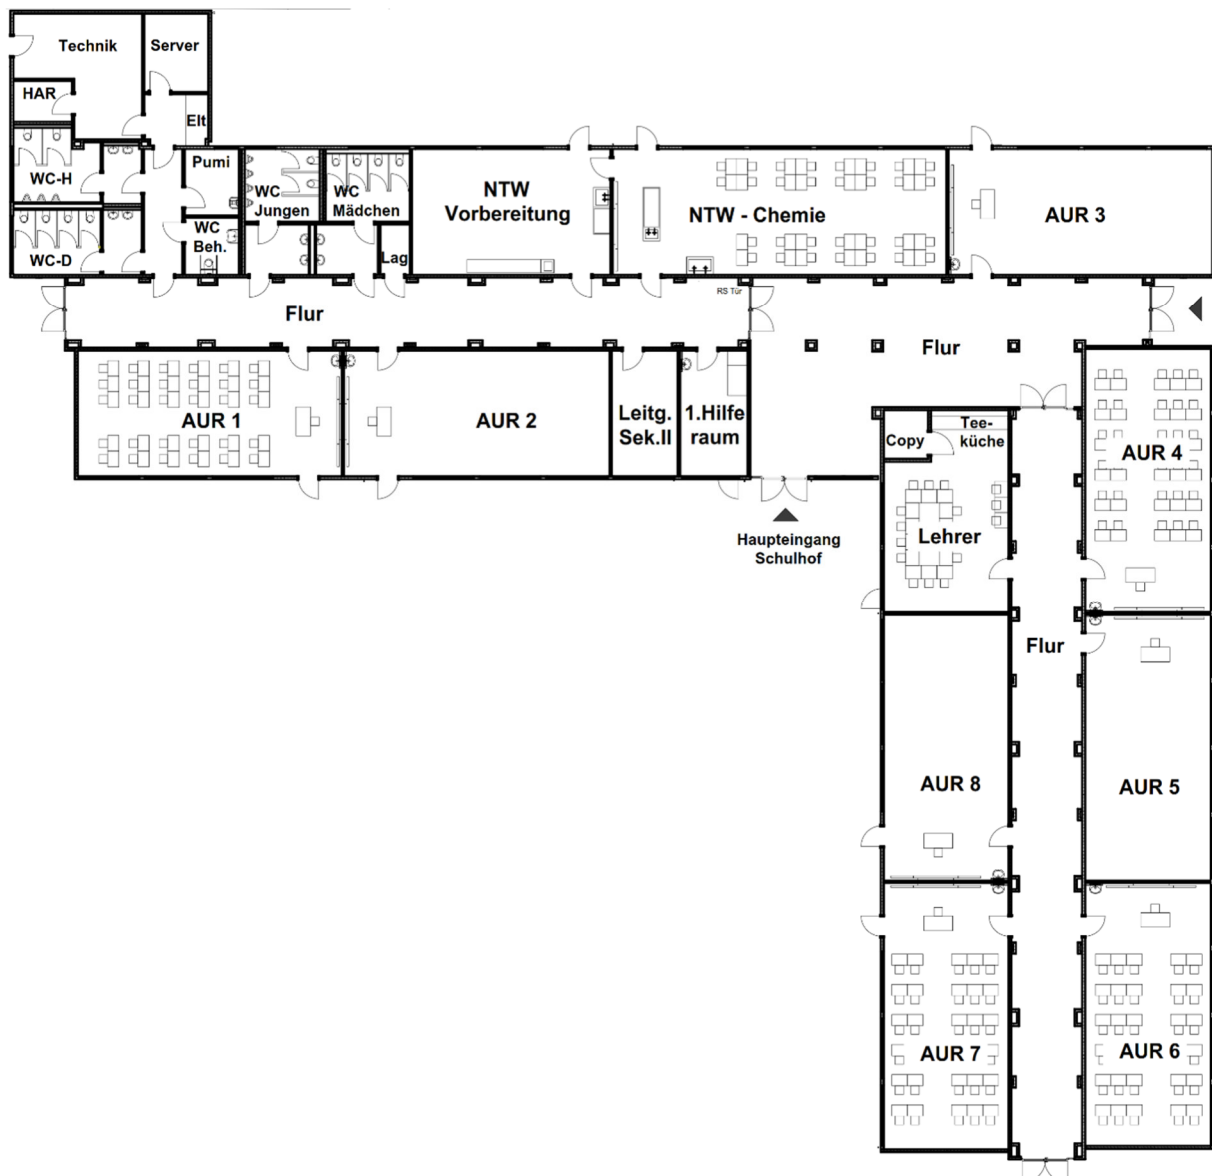 Technik
Server
HAR
Elt
Pumi
WC-H
WC
Jungen
WC
Mädchen
NTW
Vorbereitung
NTW - Chemie
AUR 3
WC-D
WC
Beh.
Lag
RS Tür
Flur
Flur
AUR 1
AUR 2
Leitg.
Sek.II
1.Hilfe
raum
Copy
Tee-
küche
AUR 4
Haupteingang
Schulhof
Lehrer
Flur
AUR 8
AUR 5
AUR 7
AUR 6